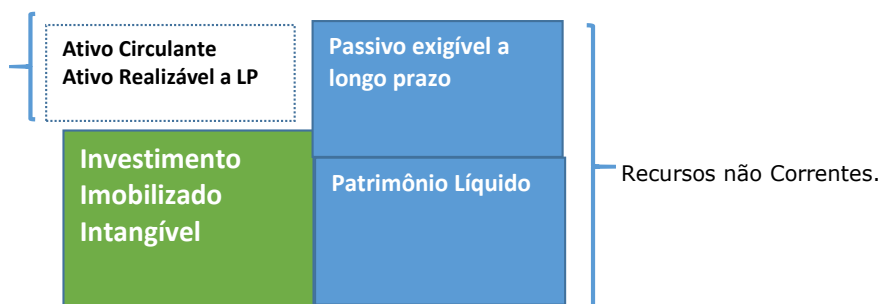 Ativo Circulante
Ativo Realizável a LP
Passivo exigível a
longo prazo
Investimento
Imobilizado
Intangível
Patrimônio Líquido
Recursos não Correntes.